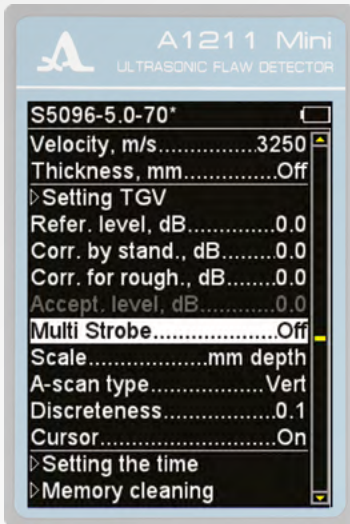 A1211 Mini
ULTRASONIC FLAW DETECTOR
S5096-5.0-70*
Velocity, m/s................3250
Thickness, mm...............Off
▷Setting TGV
Refer. level, dB..............0.0
Corr. by stand., dB........0.0
Corr. for rough., dB.......0.0
Accept. level, dB...........0.0
Multi Strobe....................Off
Scale.....................mm depth
A-scan type.................Vert
Discreteness..................0.1
Cursor............................On
▷Setting the time
▷Memory cleaning